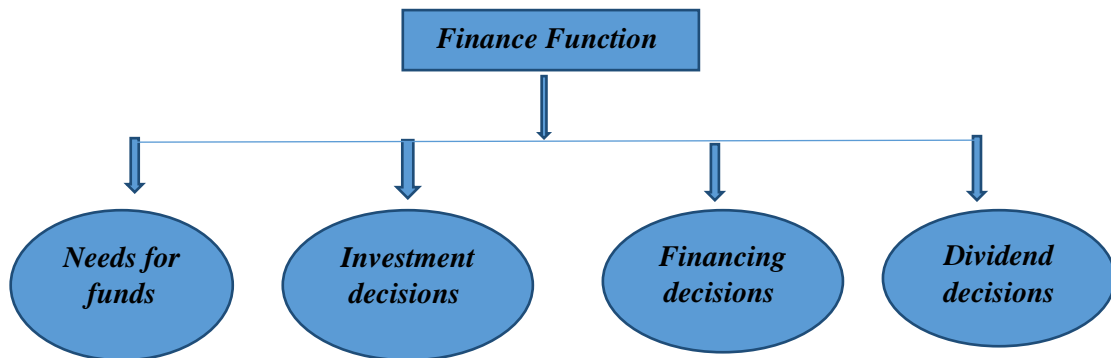 Finance Function
Needs for
funds
Investment
decisions
Financing
decisions
Dividend
decisions